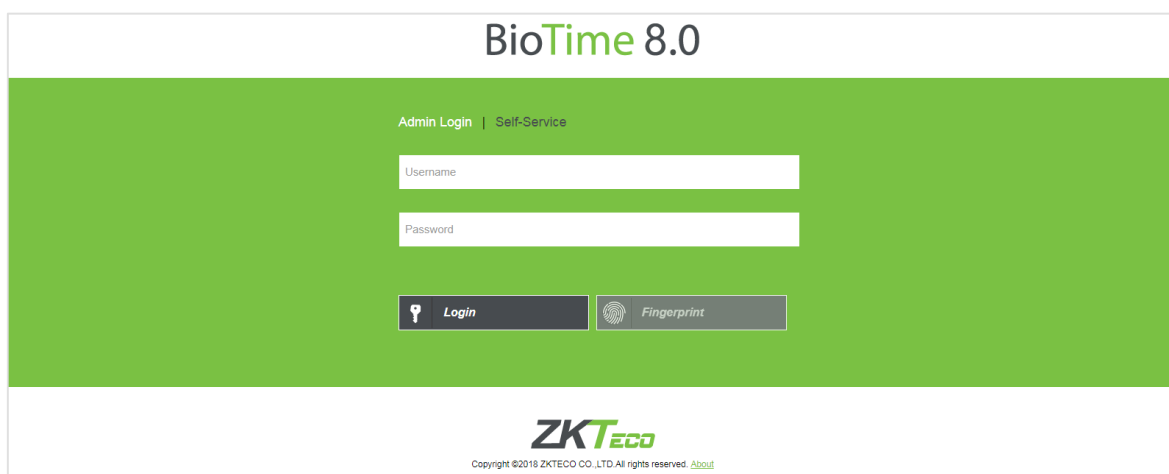 BioTime 8.0
Admin Login | Self-Service
Username
Password
Login Fingerprint
ZKTECO
Copyright ©2018 ZKTECO CO.,LTD.All rights reserved. About